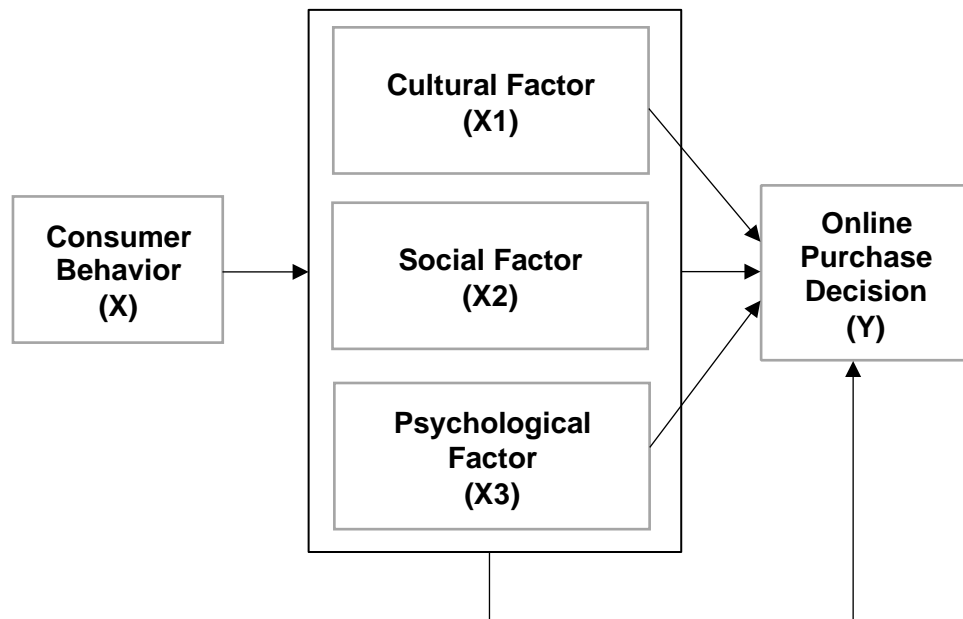 Cultural Factor
(X1)
Consumer
Behavior
(X)
Social Factor
(X2)
Online
Purchase
Decision
(Y)
Psychological
Factor
(X3)